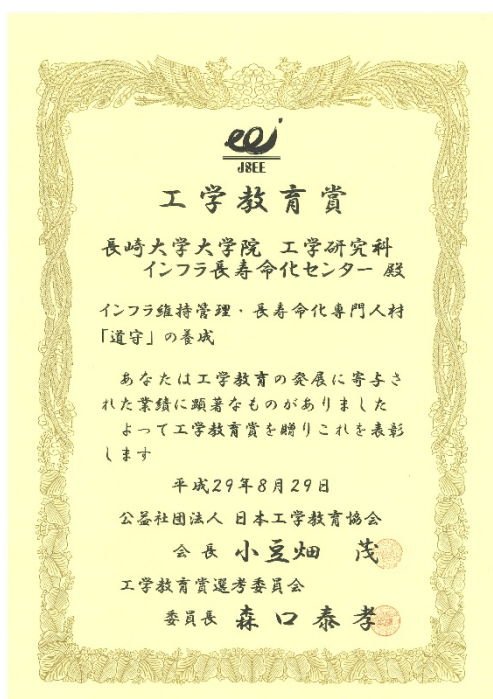 eej
JSEE
工学教育賞
長崎大学大学院 工学研究科
インフラ長寿命化センター 殿
インフラ維持管理・長寿命化専門人材
「道守」の養成
あなたは工学教育の発展に寄与さ
れた業績に顕著なものがありました
よって工学教育賞を贈りこれを表彰
します
平成29年8月29日
公益社団法人 日本工学教育協会
会長 小豆畑 茂
工学教育賞選考委員会
委員長 森口泰孝